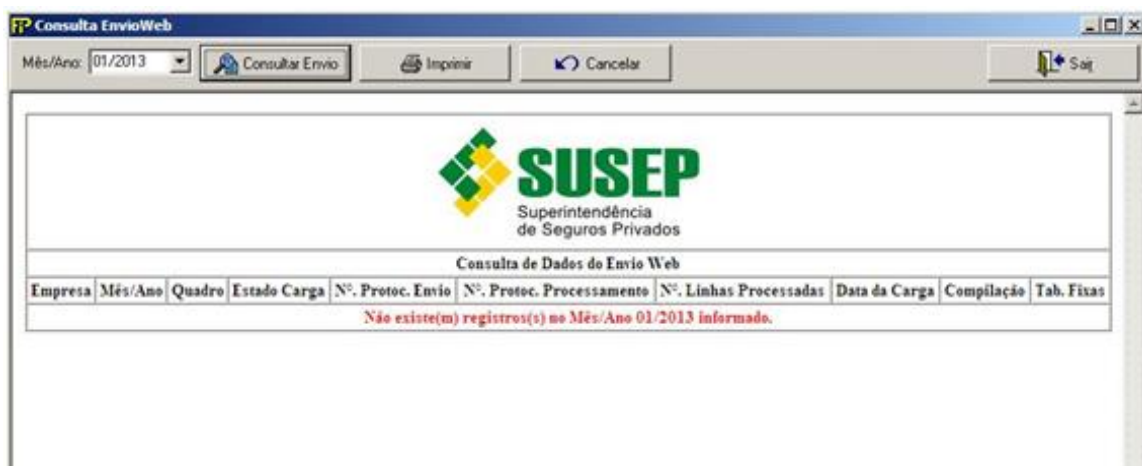 FIP Consulta EnvioWeb
Mês/Ano: 01/2013 Consultar Envio Imprimir Cancelar Sair
SUSEP
Superintendência
de Seguros Privados
Consulta de Dados do Envio Web
Empresa Mês/Ano Quadro Estado Carga Nº. Protoc. Envio Nº. Protoc. Processamento Nº. Linhas Processadas Data da Carga Compilação Tab. Fixas
Não existe(m) registros(s) no Mês/Ano 01/2013 informado.